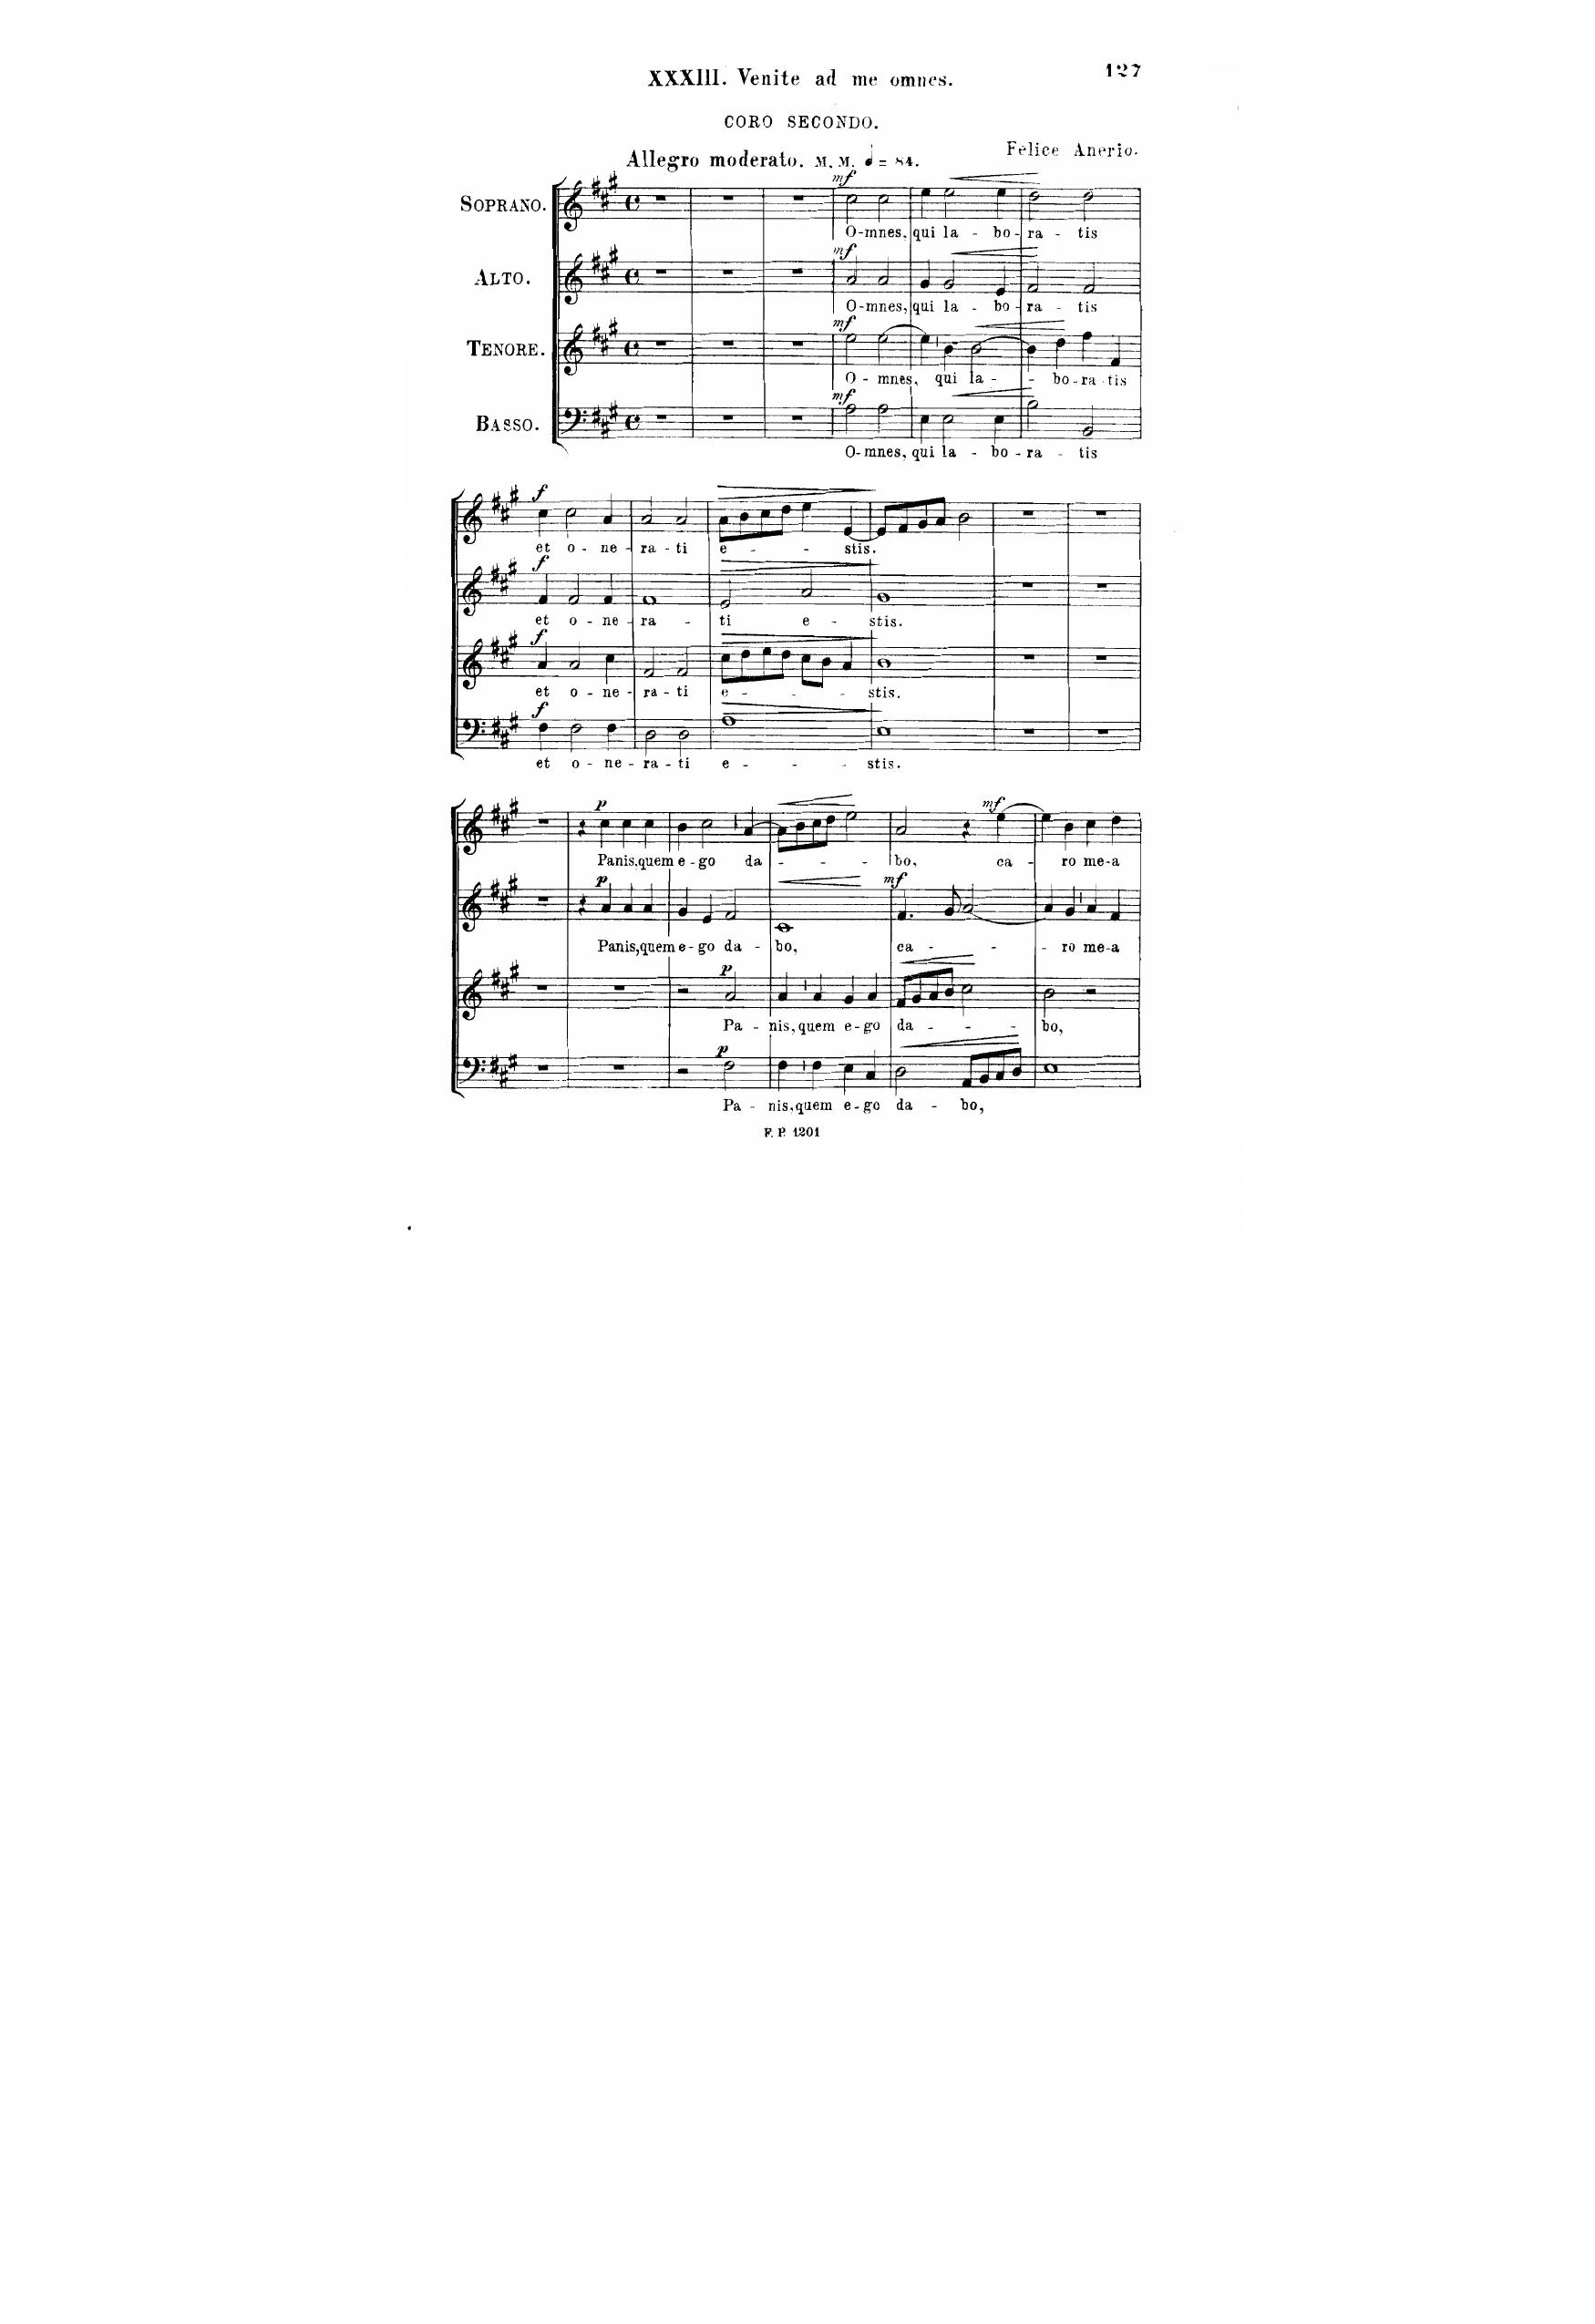 127
XXXIII. Venite ad me omnes.
CORO SECONDO.
Felice Anerio.
Allegro moderato. M. M. = 84.
mf
SOPRANO.
O-mnes, qui la - bo - ra - tis
mf
ALTO.
O-mnes, qui la - bo - ra - tis
mf
TENORE.
O - mnes, qui la - - bo - ra - tis
mf
BASSO.
O-mnes, qui la - bo - ra - tis
f
et o - ne - ra - ti e - - - stis.
f
et o - ne - ra - ti e - stis.
f
et o - ne - ra - ti e - - - stis.
f
et o - ne - ra - ti e - - - stis.
p mf
Panis, quem e - go da - - - bo, ca - ro me-a
p mf
Panis, quem e - go da - bo, ca - - - ro me-a
p
Pa - nis, quem e - go da - - - bo,
p
Pa - nis, quem e - go da - bo,
F. P. 1201